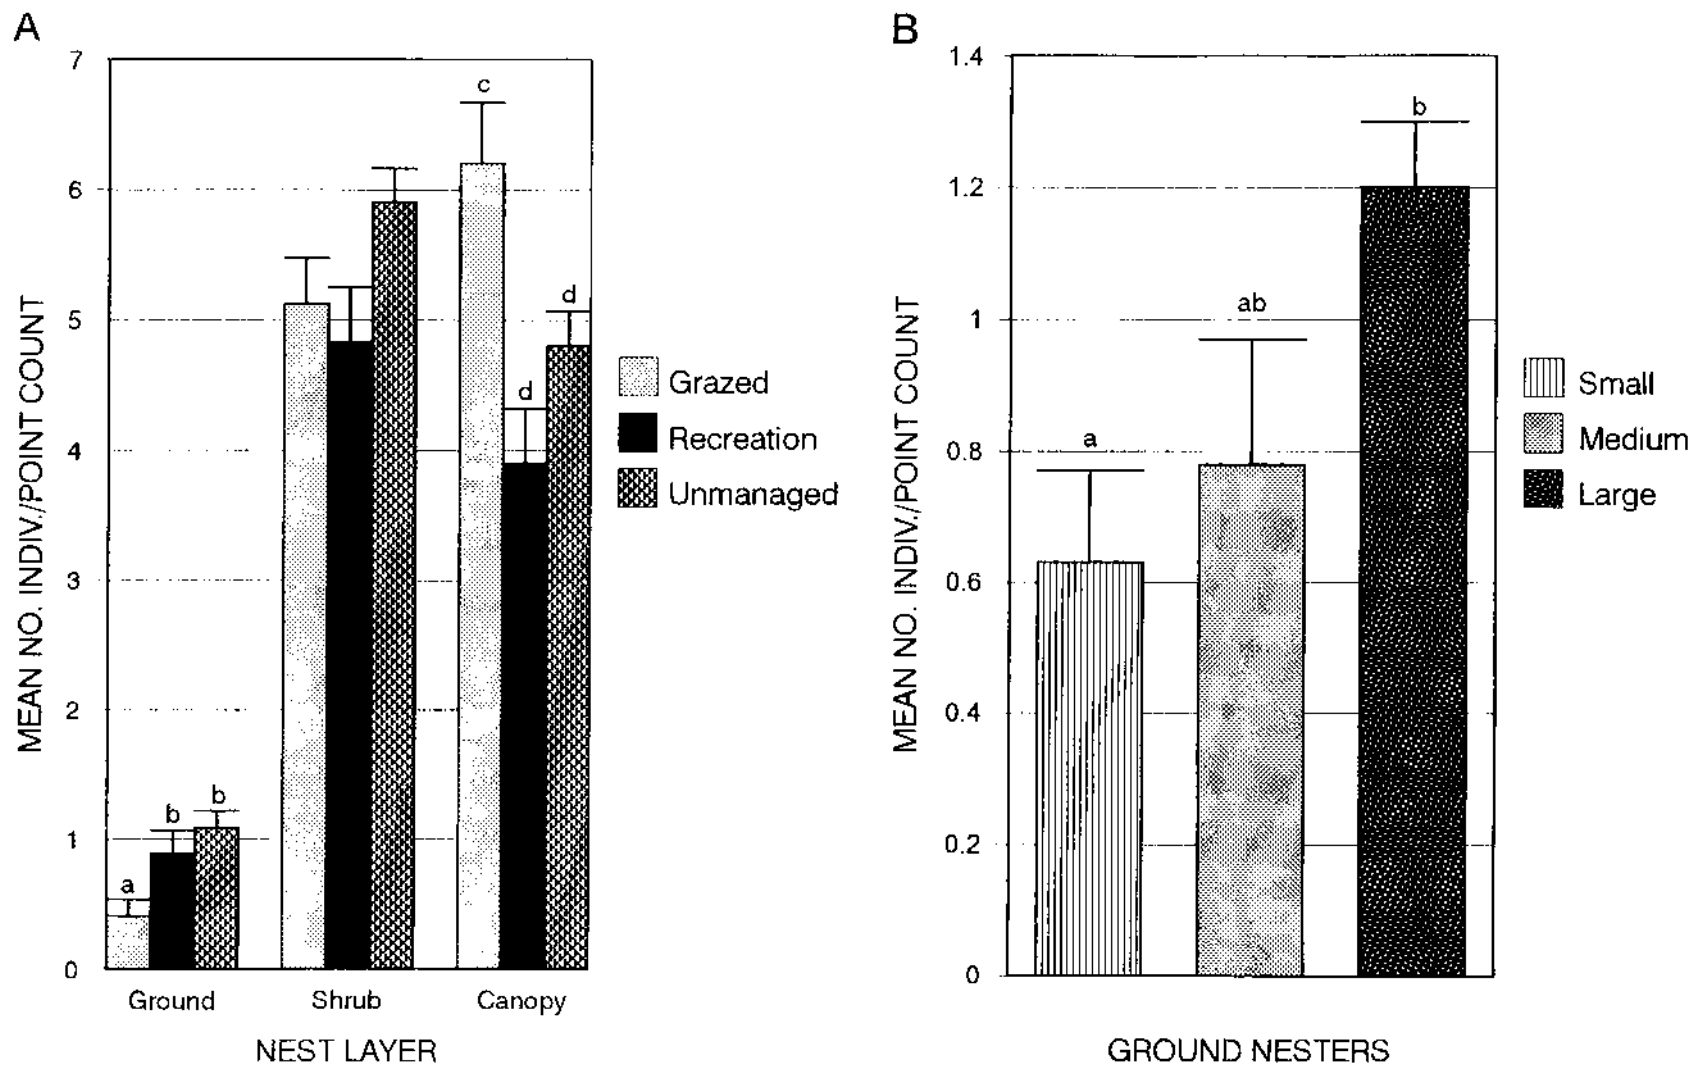 A
MEAN NO. INDIV./POINT COUNT
7
6
5
4
3
2
1
0
a
b
b
c
d
d
Ground Shrub Canopy
NEST LAYER
Grazed
Recreation
Unmanaged
B
MEAN NO. INDIV./POINT COUNT
1.4
1.2
1
0.8
0.6
0.4
0.2
0
a
ab
b
GROUND NESTERS
Small
Medium
Large